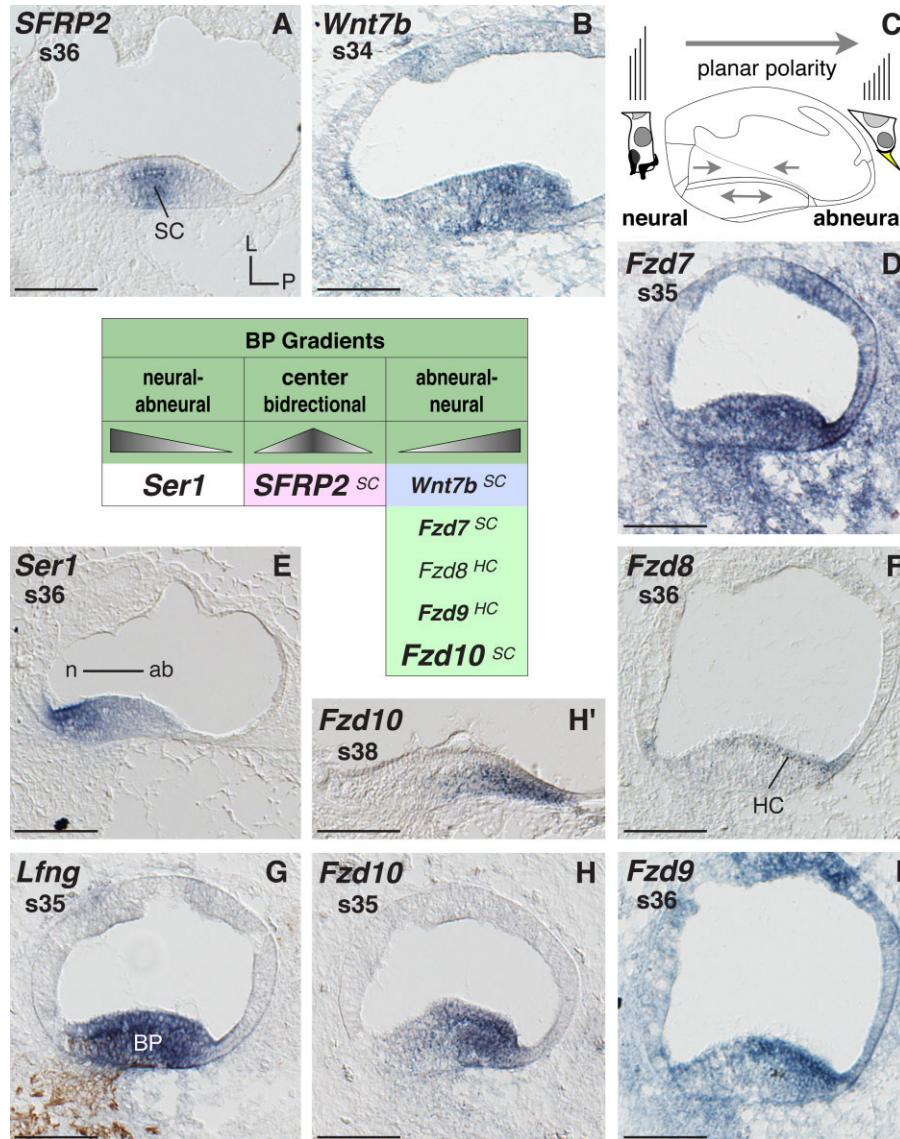 SFRP2
s36
A
SC
L
P
Wnt7b
s34
B
C
planar polarity
neural
abneural
Fzd7
s35
D
BP Gradients
neural-
abneural
center
bidrectional
abneural-
neural
Ser1
SFRP2 SC
Wnt7b SC
Fzd7 SC
Fzd8 HC
Fzd9 HC
Fzd10 SC
Ser1
s36
E
n
ab
Fzd10
s38
H'
Fzd8
s36
F
HC
Lfng
s35
G
BP
Fzd10
s35
H
Fzd9
s36
I